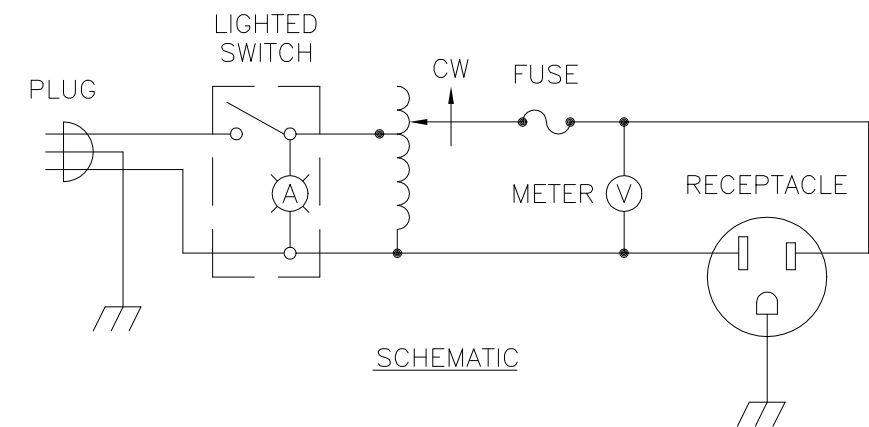 LIGHTED
SWITCH
CW
FUSE
PLUG
A
METER
V
RECEPTACLE
SCHEMATIC